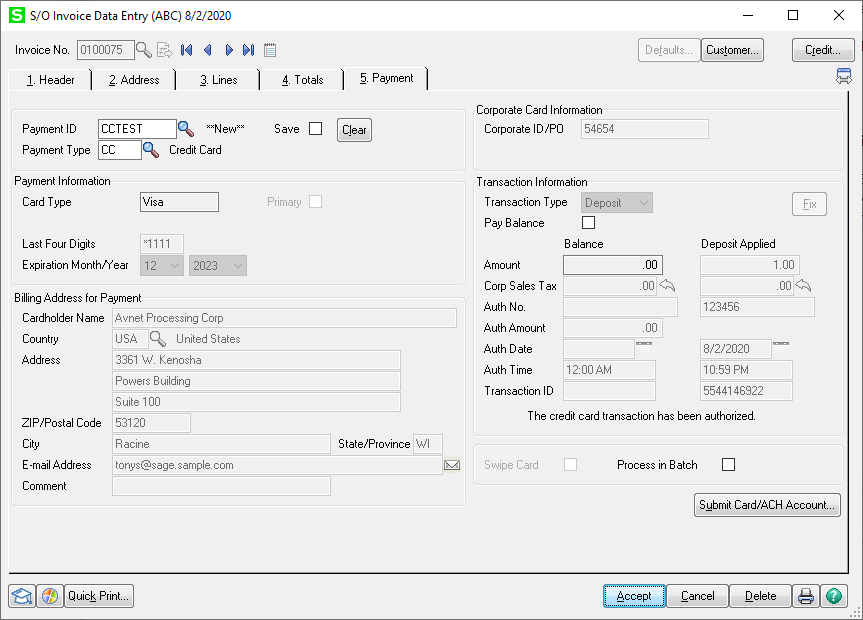 S S/O Invoice Data Entry (ABC) 8/2/2020
Invoice No. 0100075 Defaults... Customer... Credit...
1. Header 2. Address 3. Lines 4. Totals 5. Payment
Payment ID CCTEST **New** Save Clear
Payment Type CC Credit Card
Corporate Card Information
Corporate ID/PO 54654
Payment Information
Card Type Visa Primary
Last Four Digits *1111
Expiration Month/Year 12 2023
Billing Address for Payment
Cardholder Name Avnet Processing Corp
Country USA United States
Address 3361 W. Kenosha
Powers Building
Suite 100
ZIP/Postal Code 53120
City Racine State/Province WI
E-mail Address tonys@sage.sample.com
Comment
Transaction Information
Transaction Type Deposit Fix
Pay Balance
Balance Deposit Applied
Amount .00 1.00
Corp Sales Tax .00 .00
Auth No. 123456
Auth Amount .00
Auth Date 8/2/2020
Auth Time 12:00 AM 10:59 PM
Transaction ID 5544146922
The credit card transaction has been authorized.
Swipe Card Process in Batch
Submit Card/ACH Account...
Quick Print... Accept Cancel Delete ?